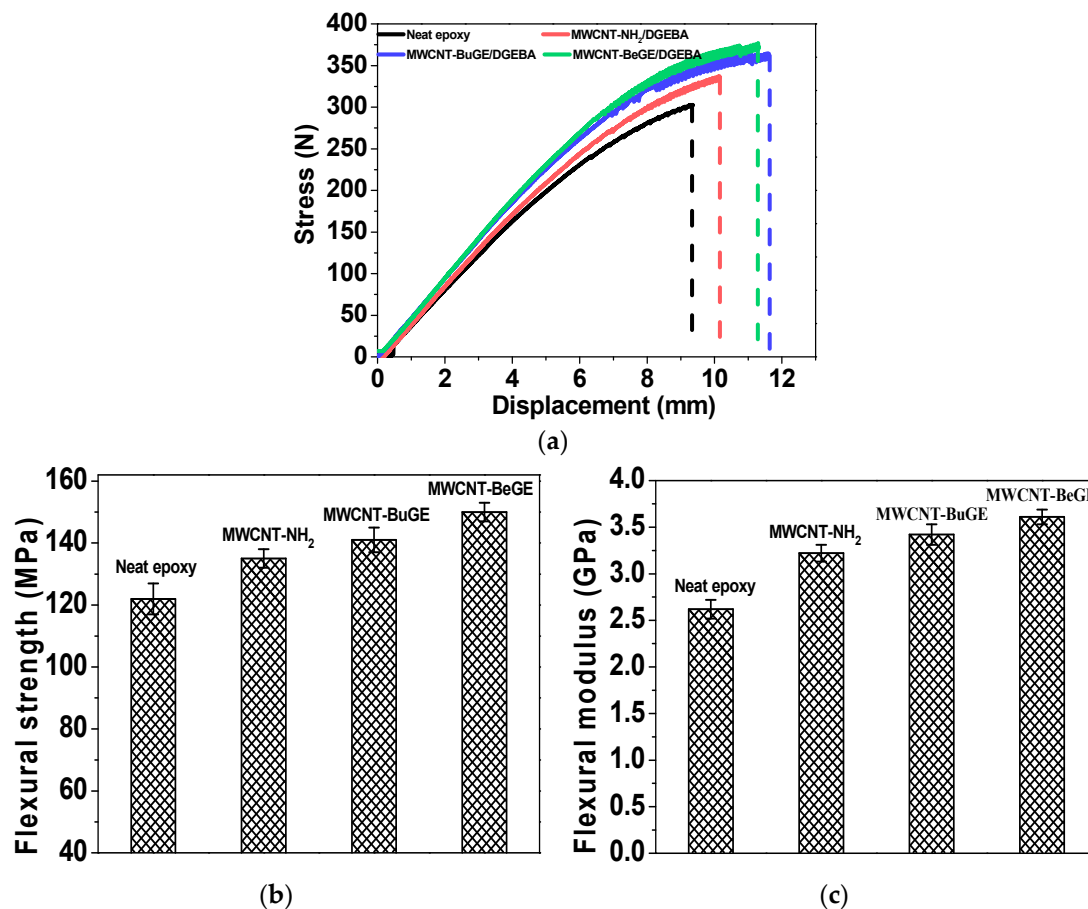 400
350
300
250
200
150
100
50
0
Stress (N)
Neat epoxy
MWCNT-NH2/DGEBA
MWCNT-BuGE/DGEBA
MWCNT-BeGE/DGEBA
0 2 4 6 8 10 12
Displacement (mm)
(a)
160
140
120
100
80
60
40
Flexural strength (MPa)
Neat epoxy
MWCNT-NH2
MWCNT-BuGE
MWCNT-BeGE
(b)
4.0
3.5
3.0
2.5
2.0
1.5
1.0
0.5
0.0
Flexural modulus (GPa)
Neat epoxy
MWCNT-NH2
MWCNT-BuGE
MWCNT-BeGE
(c)